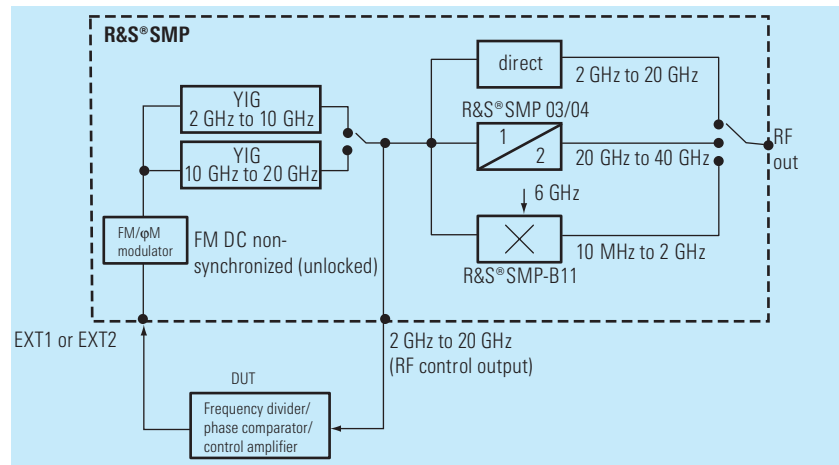 R&S®SMP
YIG
2 GHz to 10 GHz
YIG
10 GHz to 20 GHz
FM/φM
modulator
FM DC non-
synchronized (unlocked)
direct
2 GHz to 20 GHz
R&S®SMP 03/04
1
2
20 GHz to 40 GHz
RF
out
6 GHz
10 MHz to 2 GHz
R&S®SMP-B11
EXT1 or EXT2
2 GHz to 20 GHz
(RF control output)
DUT
Frequency divider/
phase comparator/
control amplifier